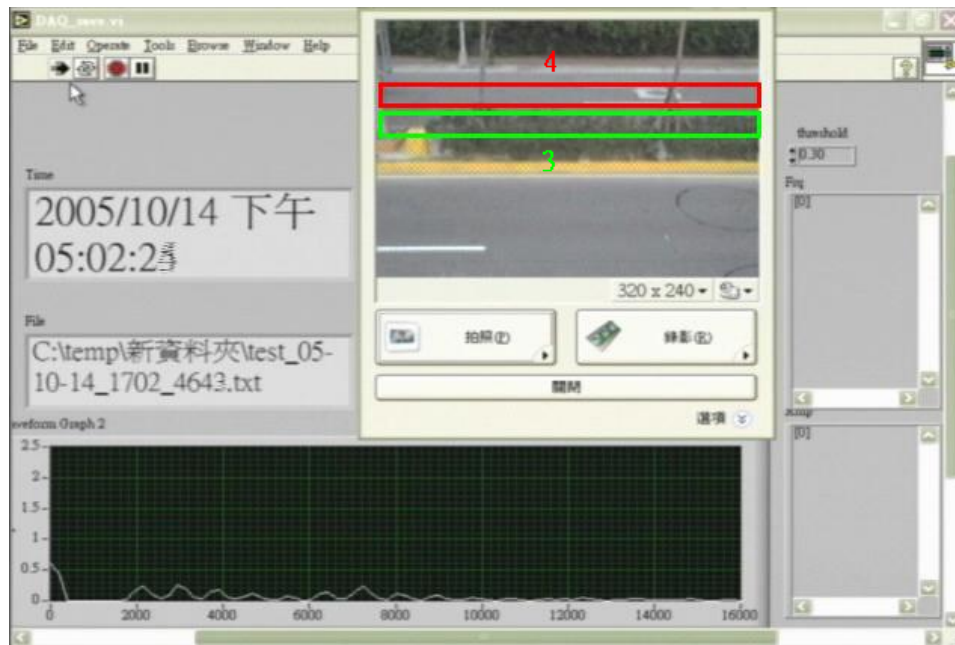 DAQ_save.vi
File Edit Operate Tools Browse Window Help
4
3
threshold
0.30
Time
2005/10/14 下午
05:02:2
Frq
[0]
320 x 240
File
C:\temp\新資料夾\test_05-
10-14_1702_4643.txt
拍照(P)
錄影(R)
關閉
選項
Amp
[0]
aveform Graph 2
2.5
2
1.5
1
0.5
0
0 2000 4000 6000 8000 10000 12000 14000 16000